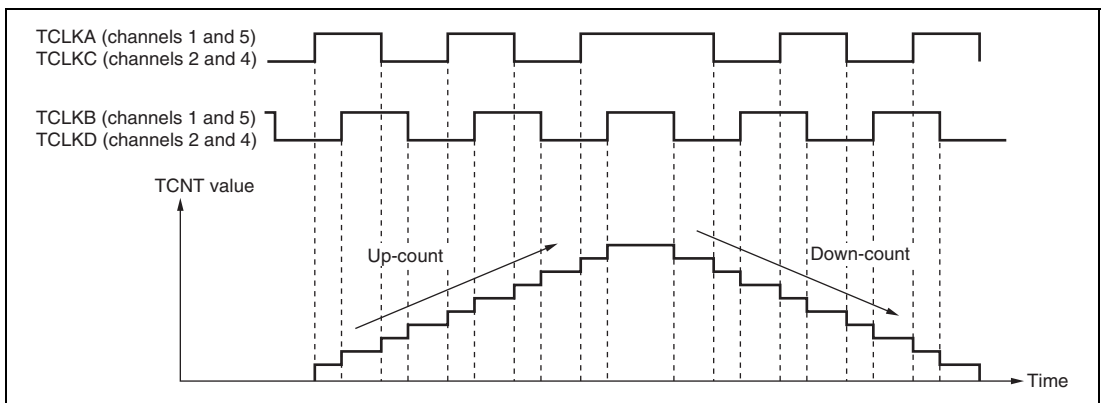 TCLKA (channels 1 and 5)
TCLKC (channels 2 and 4)
TCLKB (channels 1 and 5)
TCLKD (channels 2 and 4)
TCNT value
Up-count
Down-count
Time